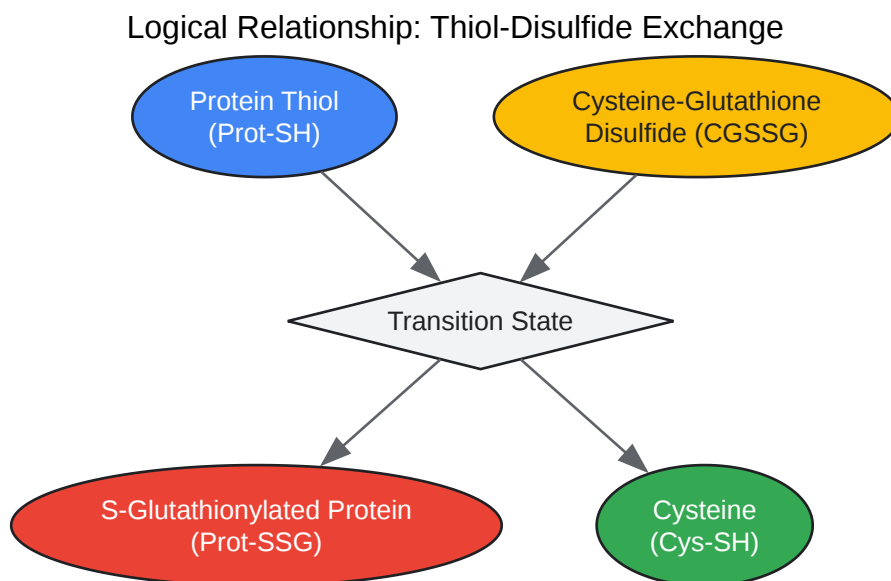 Logical Relationship: Thiol-Disulfide Exchange
Protein Thiol
(Prot-SH)
Cysteine-Glutathione
Disulfide (CGSSG)
Transition State
S-Glutathionylated Protein
(Prot-SSG)
Cysteine
(Cys-SH)